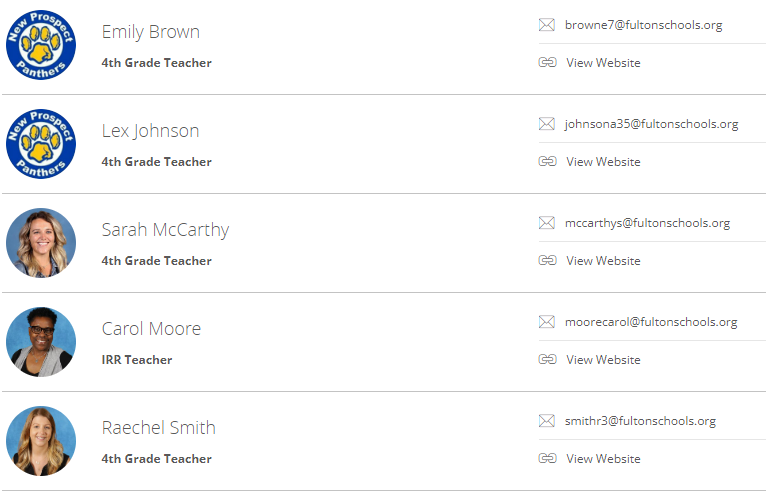 New Prospect
Panthers
Emily Brown
4th Grade Teacher
browne7@fultonschools.org
View Website
New Prospect
Panthers
Lex Johnson
4th Grade Teacher
johnsona35@fultonschools.org
View Website
Sarah McCarthy
4th Grade Teacher
mccarthys@fultonschools.org
View Website
Carol Moore
IRR Teacher
moorecarol@fultonschools.org
View Website
Raechel Smith
4th Grade Teacher
smithr3@fultonschools.org
View Website